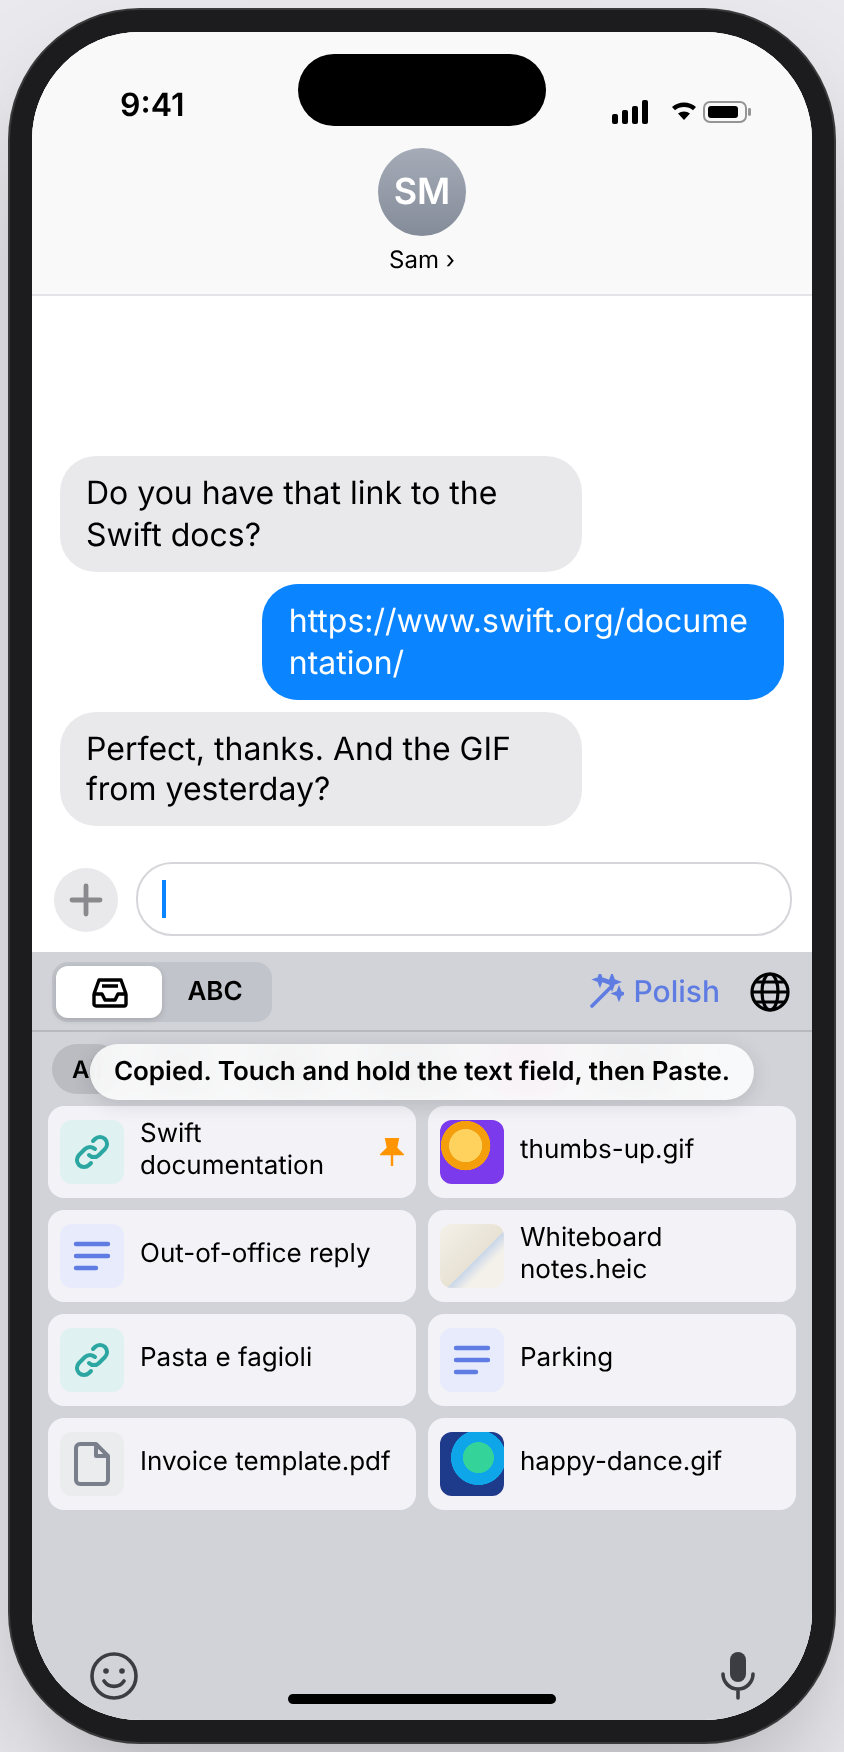 9:41
SM
Sam ›
Do you have that link to the
Swift docs?
https://www.swift.org/docume
ntation/
Perfect, thanks. And the GIF
from yesterday?
ABC
Polish
Copied. Touch and hold the text field, then Paste.
Swift
documentation
thumbs-up.gif
Out-of-office reply
Whiteboard
notes.heic
Pasta e fagioli
Parking
Invoice template.pdf
happy-dance.gif